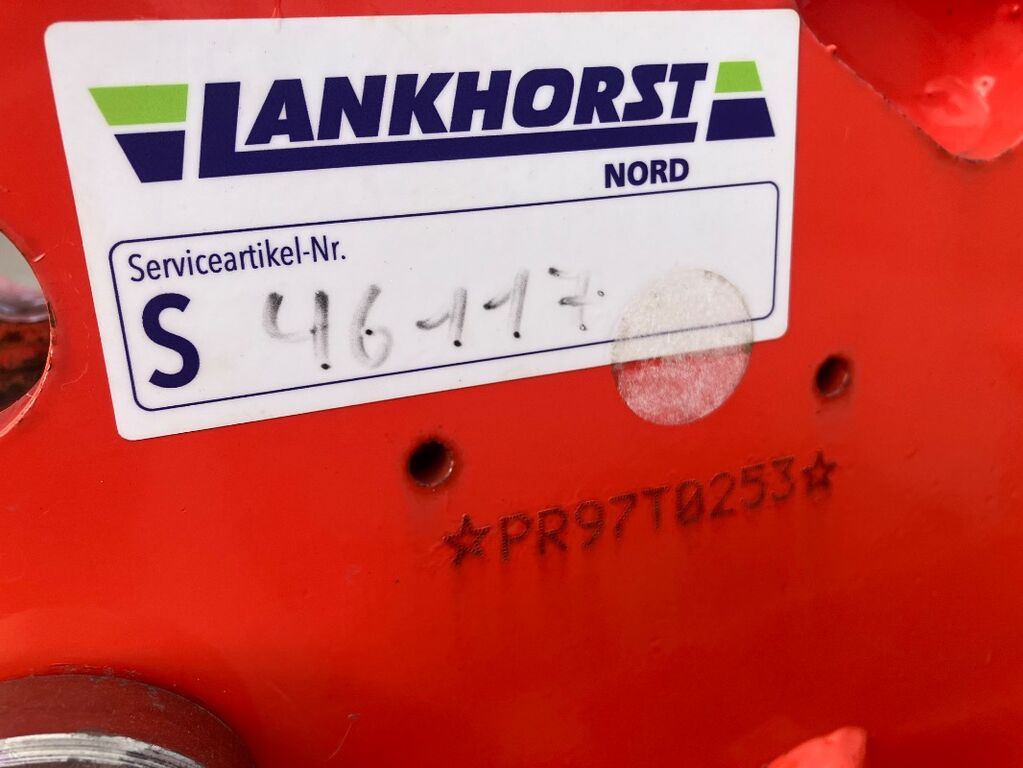 LANKHORST
NORD
Serviceartikel-Nr.
S 46117
☆PR97T0253☆